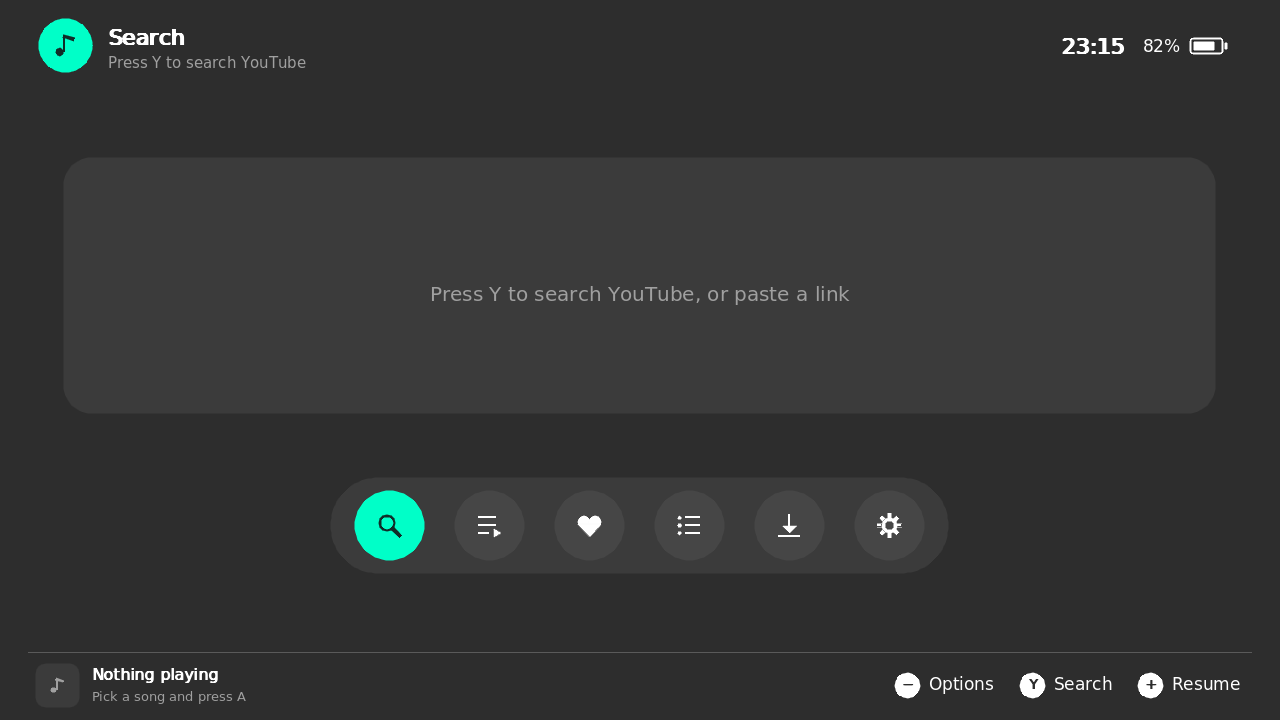 Search
Press Y to search YouTube
23:15
82%
Press Y to search YouTube, or paste a link
Nothing playing
Pick a song and press A
− Options
Y Search
+ Resume